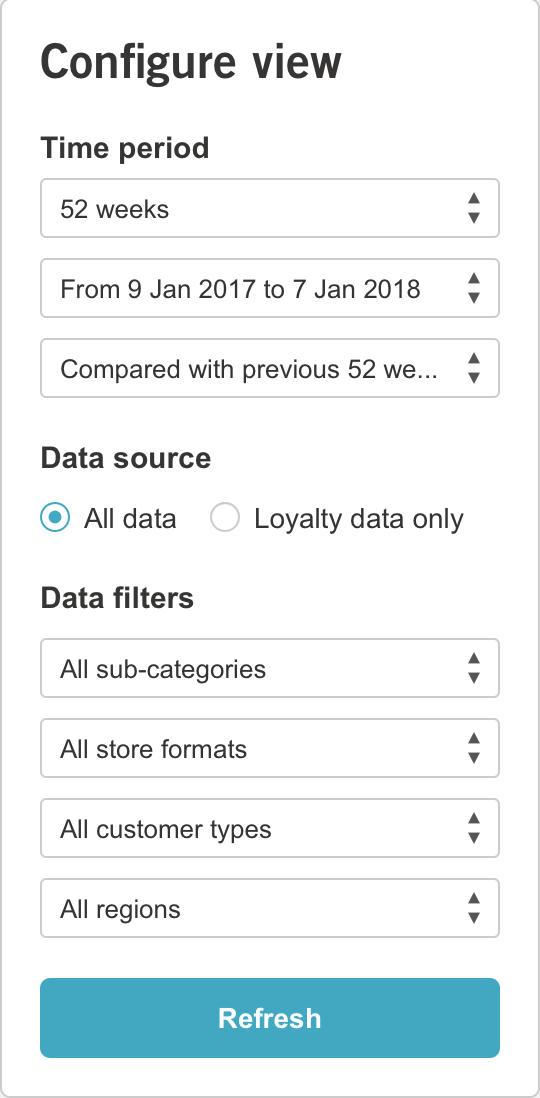 Configure view
Time period
52 weeks
From 9 Jan 2017 to 7 Jan 2018
Compared with previous 52 we...
Data source
All data Loyalty data only
Data filters
All sub-categories
All store formats
All customer types
All regions
Refresh